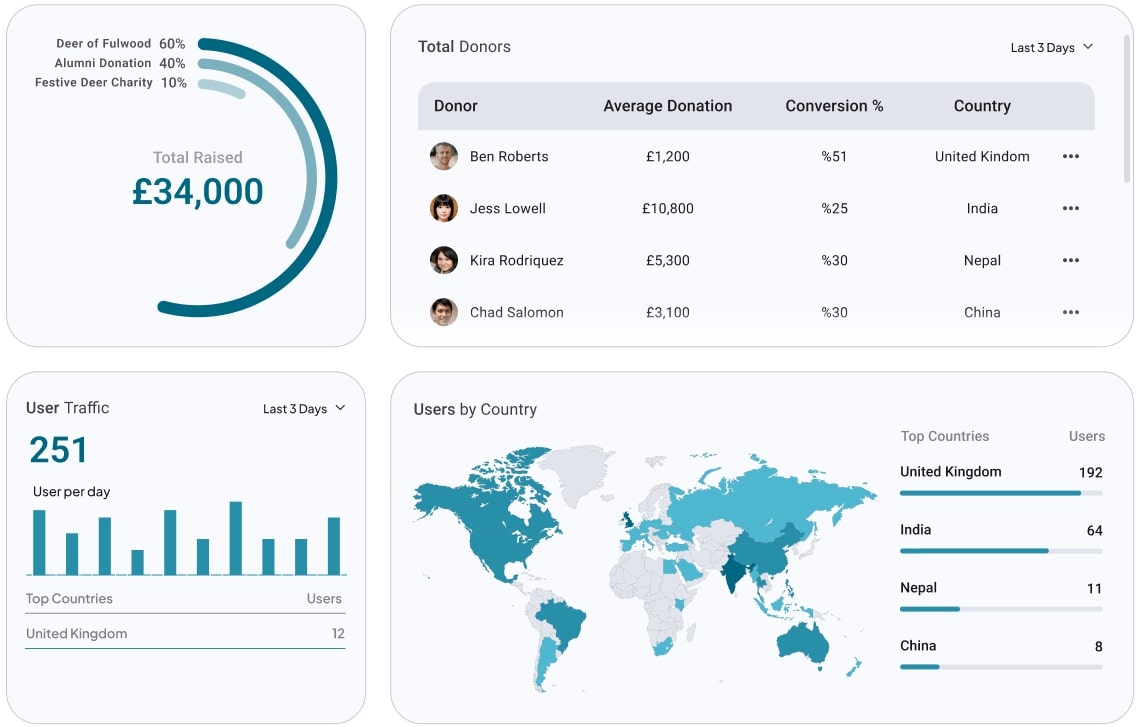 Deer of Fulwood 60%
Alumni Donation 40%
Festive Deer Charity 10%
Total Raised
£34,000
Total Donors
Last 3 Days
Donor Average Donation Conversion % Country
Ben Roberts £1,200 %51 United Kindom
Jess Lowell £10,800 %25 India
Kira Rodriquez £5,300 %30 Nepal
Chad Salomon £3,100 %30 China
User Traffic
Last 3 Days
251
User per day
Top Countries Users
United Kingdom 12
Users by Country
Top Countries Users
United Kingdom 192
India 64
Nepal 11
China 8